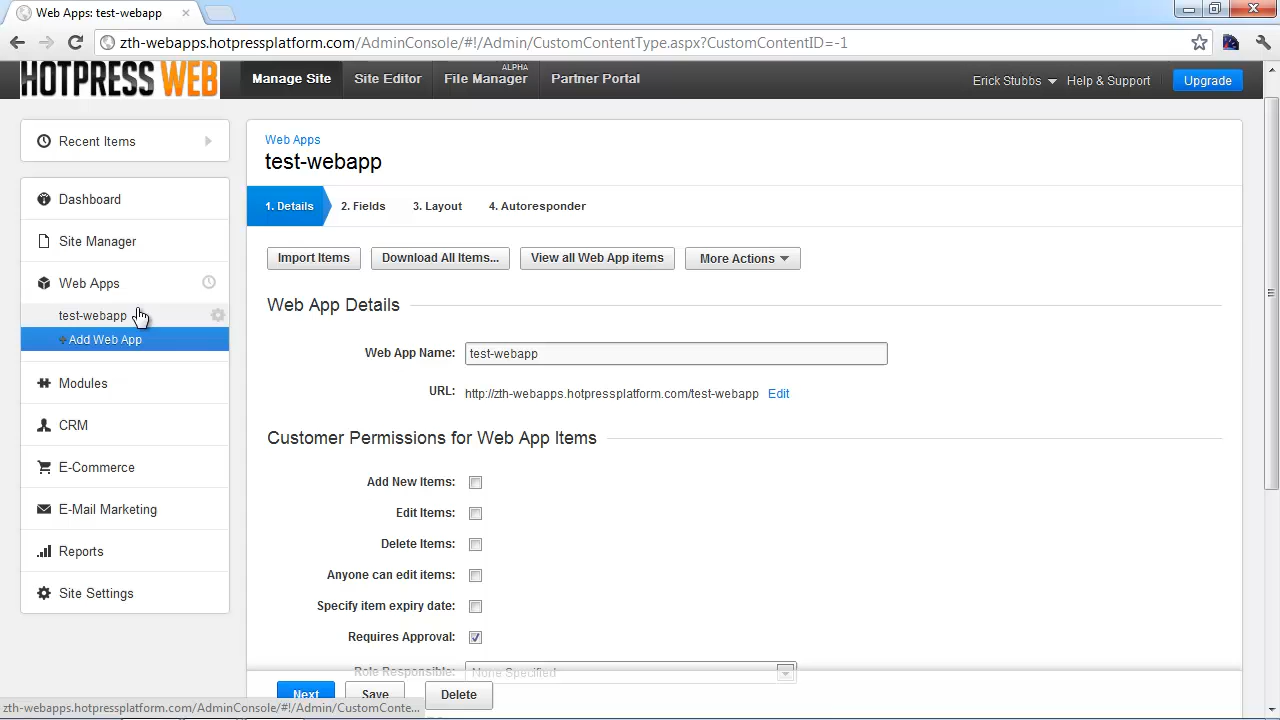 Web Apps: test-webapp
zth-webapps.hotpressplatform.com/AdminConsole/#!/Admin/CustomContentType.aspx?CustomContentID=-1
HOTPRESS WEB
Manage Site
Site Editor
File Manager
ALPHA
Partner Portal
Erick Stubbs
Help & Support
Upgrade
Recent Items
Dashboard
Site Manager
Web Apps
test-webapp
Add Web App
Modules
CRM
E-Commerce
E-Mail Marketing
Reports
Site Settings
Web Apps
test-webapp
1. Details
2. Fields
3. Layout
4. Autoresponder
Import Items
Download All Items...
View all Web App items
More Actions
Web App Details
Web App Name: test-webapp
URL: http://zth-webapps.hotpressplatform.com/test-webapp Edit
Customer Permissions for Web App Items
Add New Items:
Edit Items:
Delete Items:
Anyone can edit items:
Specify item expiry date:
Requires Approval:
Role Responsible: None Specified
Next
Save
Delete
zth-webapps.hotpressplatform.com/AdminConsole/#!/Admin/CustomConte...